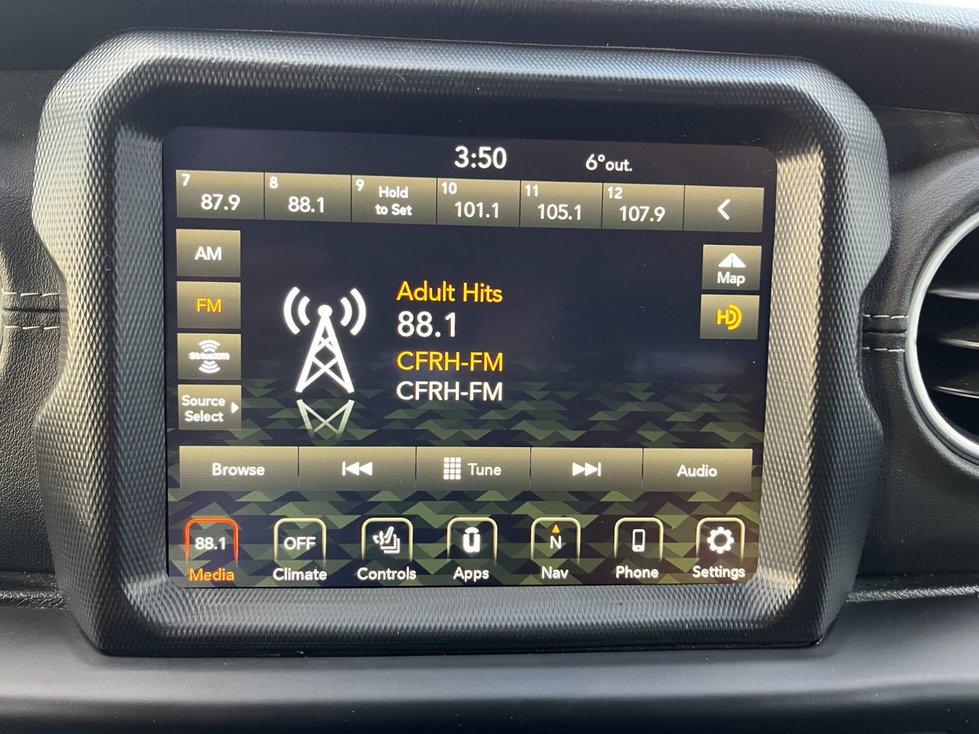 3:50 6°out.
7 87.9 8 88.1 9 Hold to Set 10 101.1 11 105.1 12 107.9
AM
FM
SiriusXM
Source
Select
Adult Hits
88.1
CFRH-FM
CFRH-FM
Map
HD
Browse Tune Audio
88.1 OFF N
Media Climate Controls Apps Nav Phone Settings